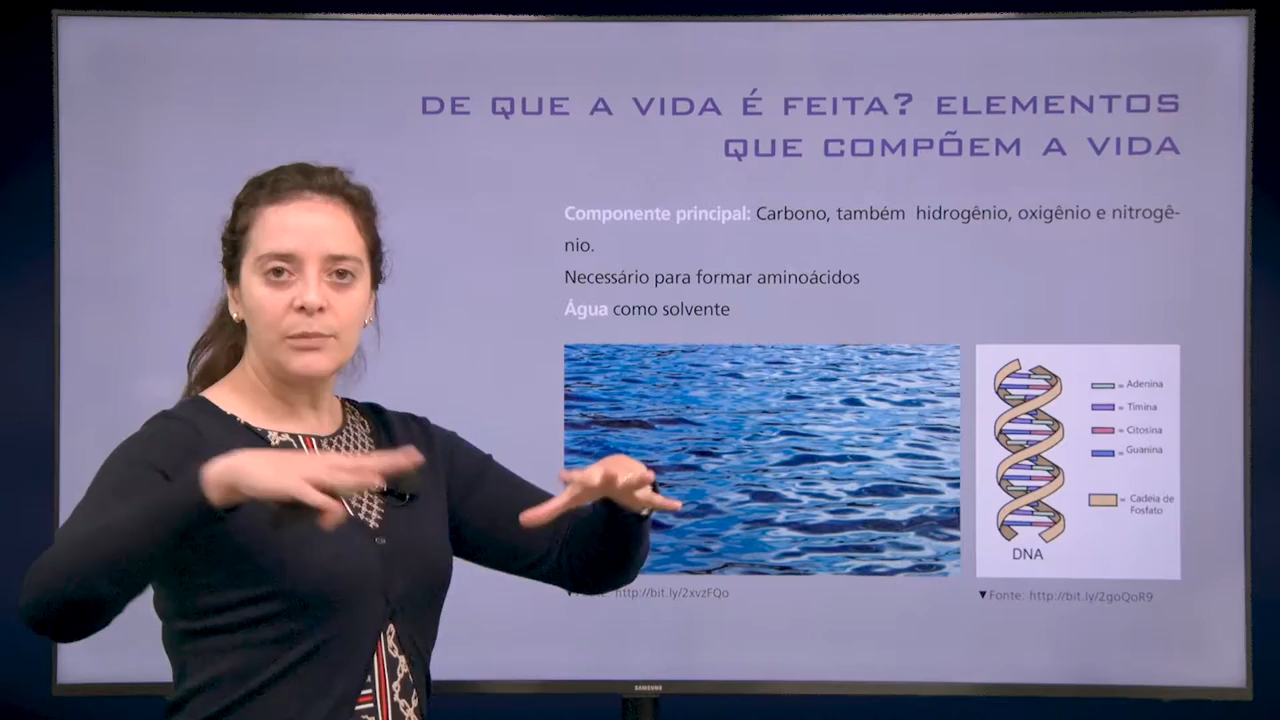 DE QUE A VIDA É FEITA? ELEMENTOS
QUE COMPÕEM A VIDA
Componente principal: Carbono, também hidrogênio, oxigênio e nitrogê-
nio.
Necessário para formar aminoácidos
Água como solvente
= Adenina
= Timina
= Citosina
= Guanina
= Cadeia de
Fosfato
DNA
http://bit.ly/2xvzFQo
▼Fonte: http://bit.ly/2goQoR9
SAMSUNG